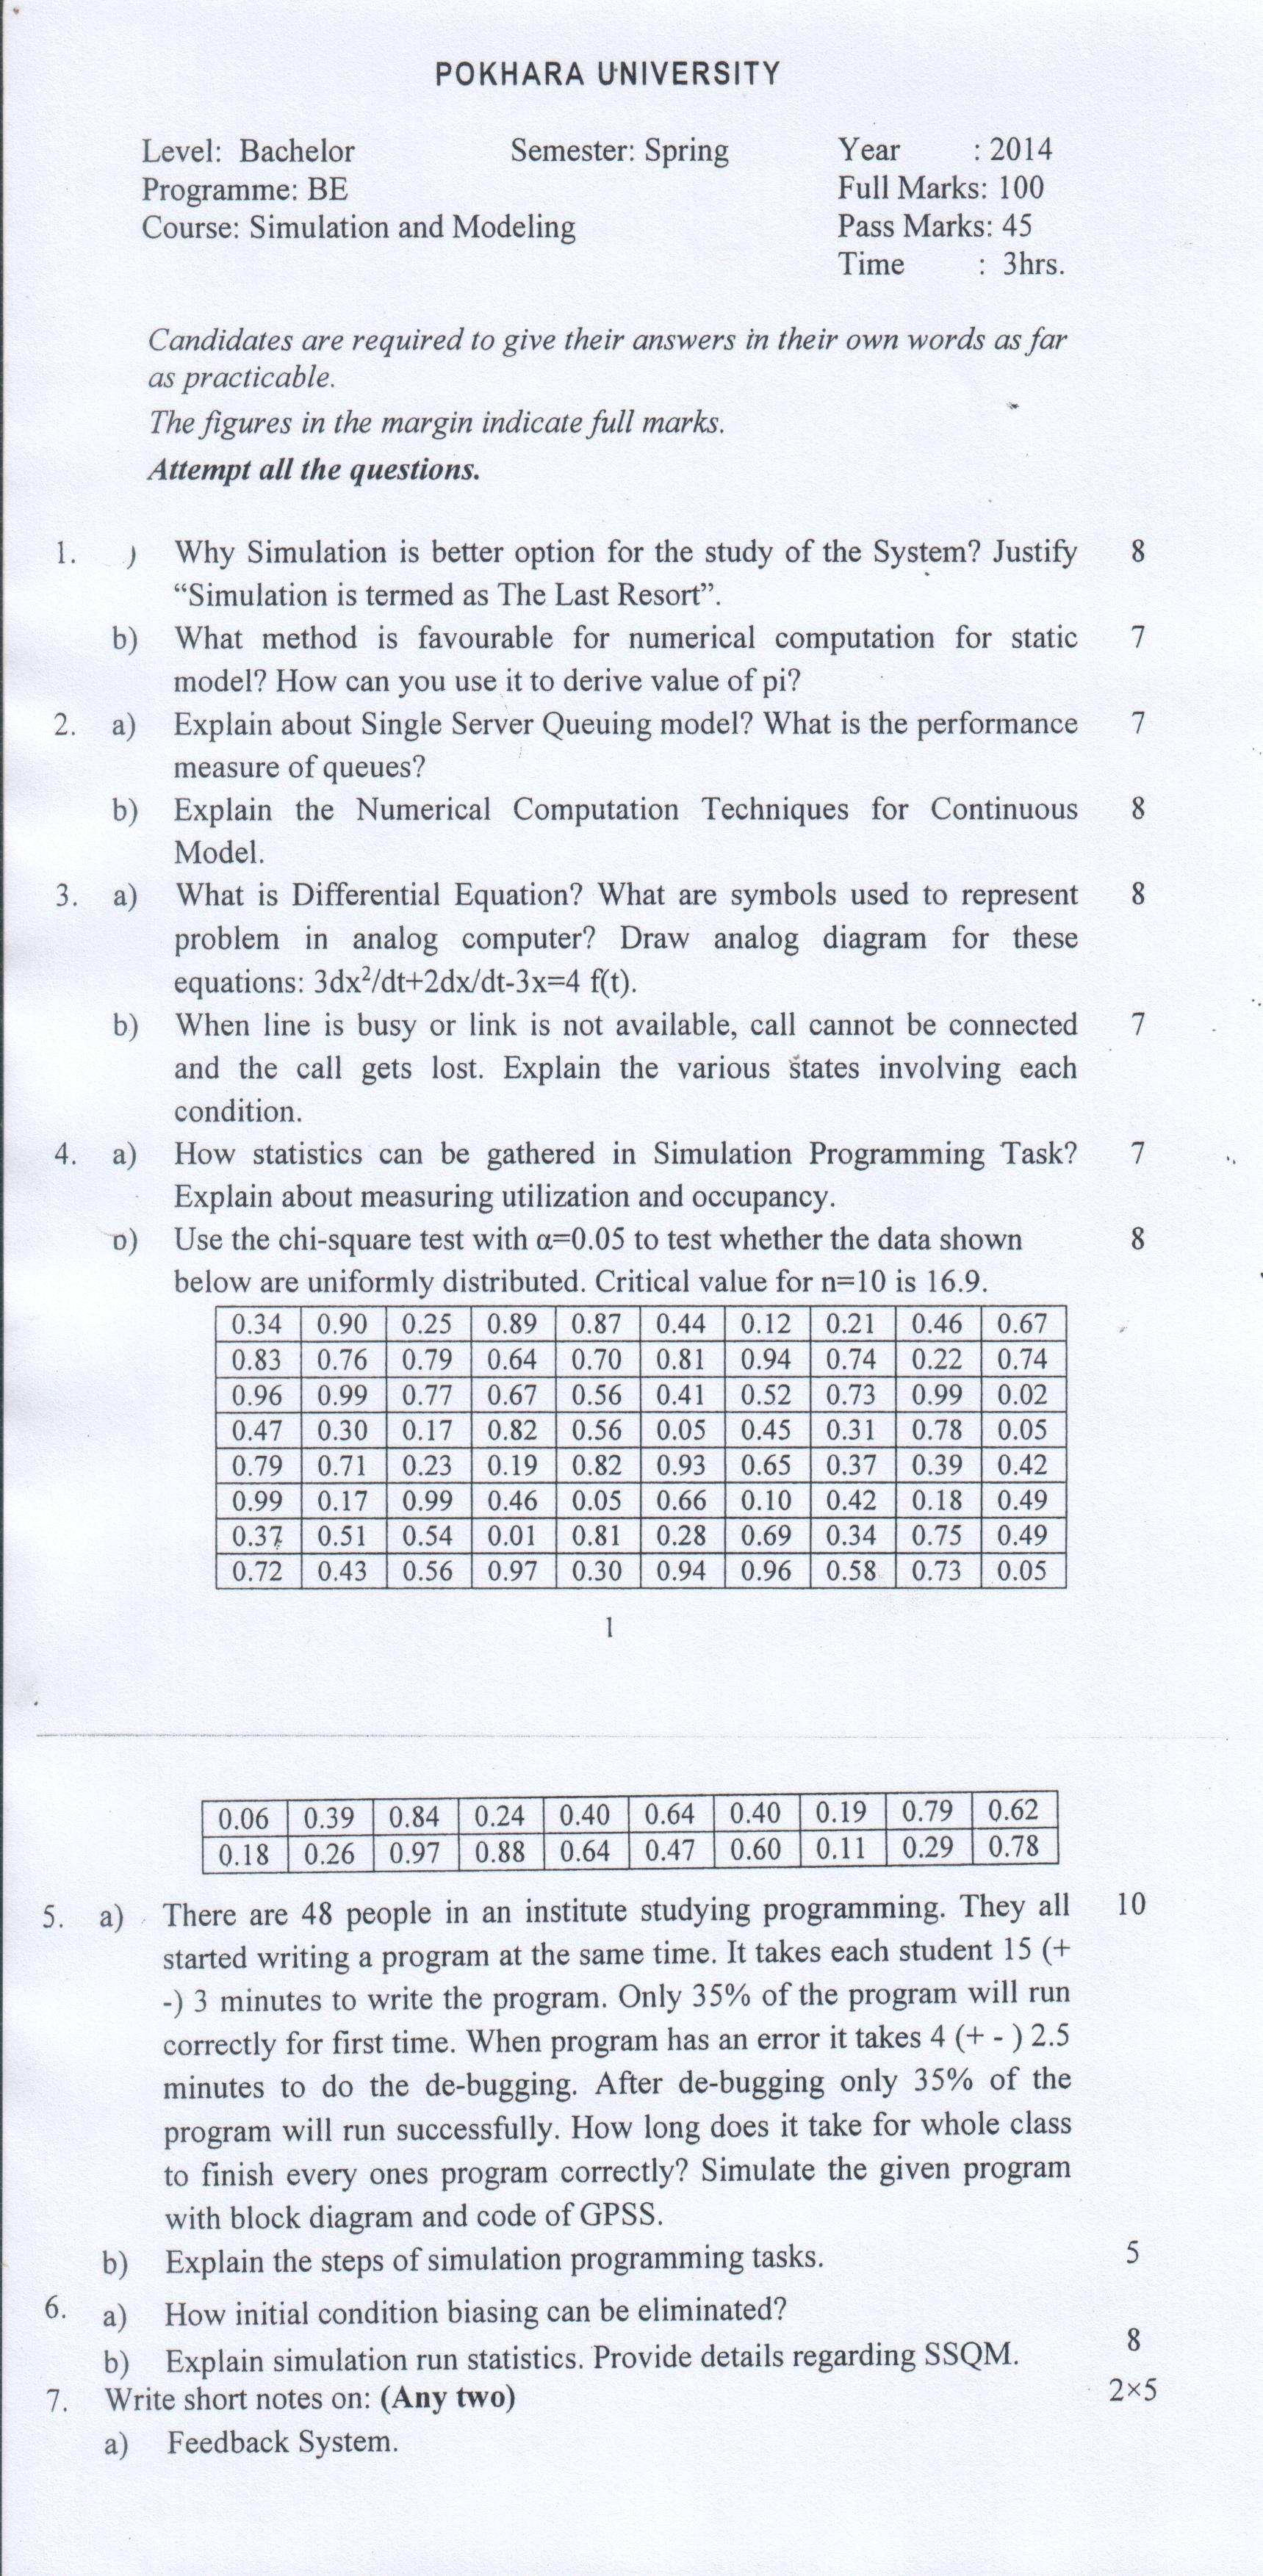 POKHARA UNIVERSITY
Level: Bachelor Semester: Spring Year : 2014
Programme: BE Full Marks: 100
Course: Simulation and Modeling Pass Marks: 45
Time : 3hrs.
Candidates are required to give their answers in their own words as far
as practicable.
The figures in the margin indicate full marks.
Attempt all the questions.
1. ) Why Simulation is better option for the study of the System? Justify 8
“Simulation is termed as The Last Resort”.
b) What method is favourable for numerical computation for static 7
model? How can you use it to derive value of pi?
2. a) Explain about Single Server Queuing model? What is the performance 7
measure of queues?
b) Explain the Numerical Computation Techniques for Continuous 8
Model.
3. a) What is Differential Equation? What are symbols used to represent 8
problem in analog computer? Draw analog diagram for these
equations: 3dx²/dt+2dx/dt-3x=4 f(t).
b) When line is busy or link is not available, call cannot be connected 7
and the call gets lost. Explain the various states involving each
condition.
4. a) How statistics can be gathered in Simulation Programming Task? 7
Explain about measuring utilization and occupancy.
b) Use the chi-square test with α=0.05 to test whether the data shown 8
below are uniformly distributed. Critical value for n=10 is 16.9.
0.34 0.90 0.25 0.89 0.87 0.44 0.12 0.21 0.46 0.67
0.83 0.76 0.79 0.64 0.70 0.81 0.94 0.74 0.22 0.74
0.96 0.99 0.77 0.67 0.56 0.41 0.52 0.73 0.99 0.02
0.47 0.30 0.17 0.82 0.56 0.05 0.45 0.31 0.78 0.05
0.79 0.71 0.23 0.19 0.82 0.93 0.65 0.37 0.39 0.42
0.99 0.17 0.99 0.46 0.05 0.66 0.10 0.42 0.18 0.49
0.37 0.51 0.54 0.01 0.81 0.28 0.69 0.34 0.75 0.49
0.72 0.43 0.56 0.97 0.30 0.94 0.96 0.58 0.73 0.05
1
0.06 0.39 0.84 0.24 0.40 0.64 0.40 0.19 0.79 0.62
0.18 0.26 0.97 0.88 0.64 0.47 0.60 0.11 0.29 0.78
5. a) There are 48 people in an institute studying programming. They all 10
started writing a program at the same time. It takes each student 15 (+
-) 3 minutes to write the program. Only 35% of the program will run
correctly for first time. When program has an error it takes 4 (+ - ) 2.5
minutes to do the de-bugging. After de-bugging only 35% of the
program will run successfully. How long does it take for whole class
to finish every ones program correctly? Simulate the given program
with block diagram and code of GPSS.
b) Explain the steps of simulation programming tasks. 5
6. a) How initial condition biasing can be eliminated?
b) Explain simulation run statistics. Provide details regarding SSQM. 8
7. Write short notes on: (Any two) 2×5
a) Feedback System.